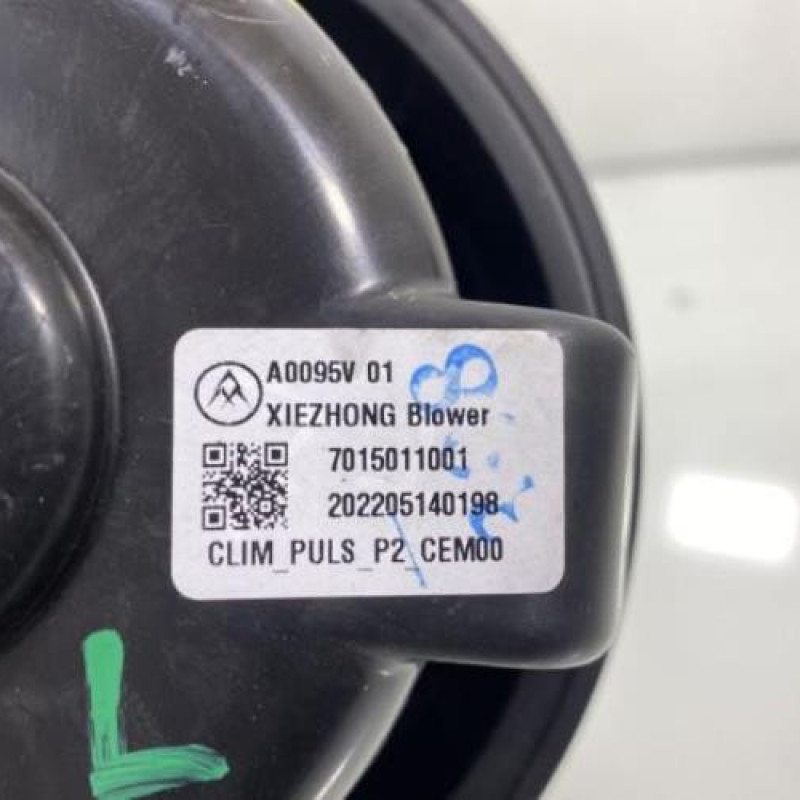 A0095V 01
XIEZHONG Blower
7015011001
202205140198
CLIM_PULS_P2_CEM00
L